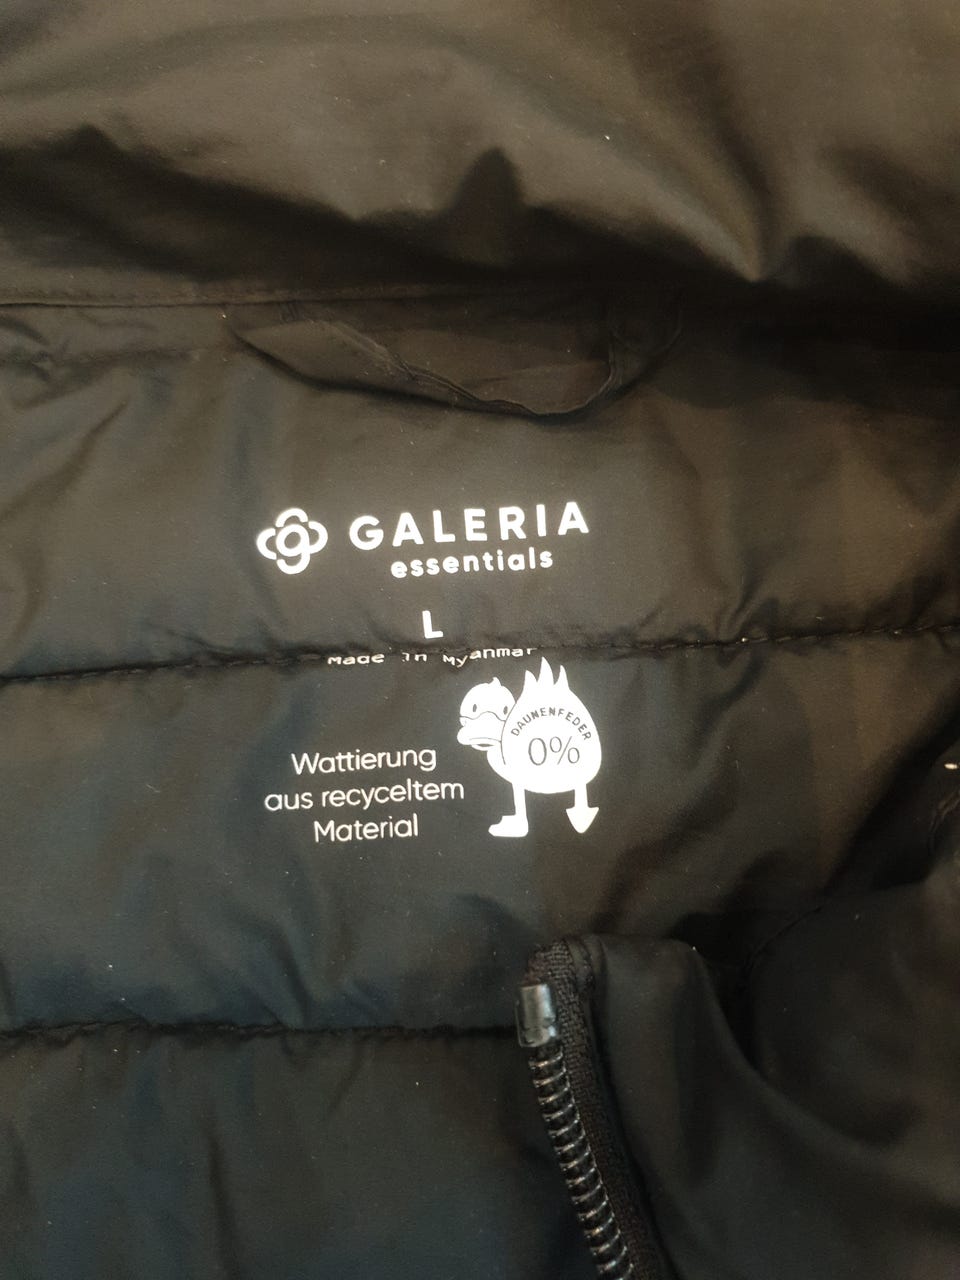 GALERIA
essentials
L
Made in Myanmar
DAUNENFEDER
0%
Wattierung
aus recyceltem
Material